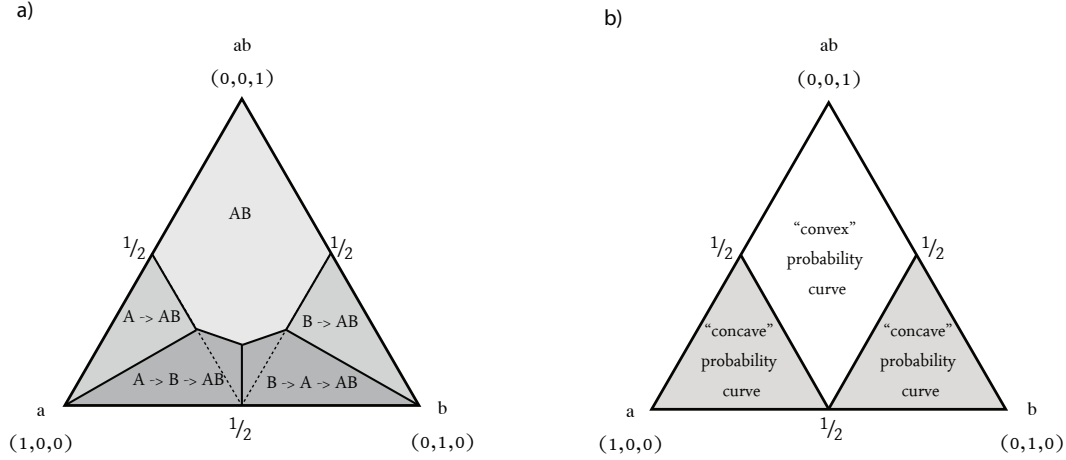 a)
ab
(0,0,1)
AB
1/2
1/2
A -> AB
B -> AB
A -> B -> AB
B -> A -> AB
a
b
1/2
(1,0,0)
(0,1,0)
b)
ab
(0,0,1)
1/2
1/2
“convex”
probability
curve
“concave”
probability
curve
“concave”
probability
curve
a
b
1/2
(1,0,0)
(0,1,0)